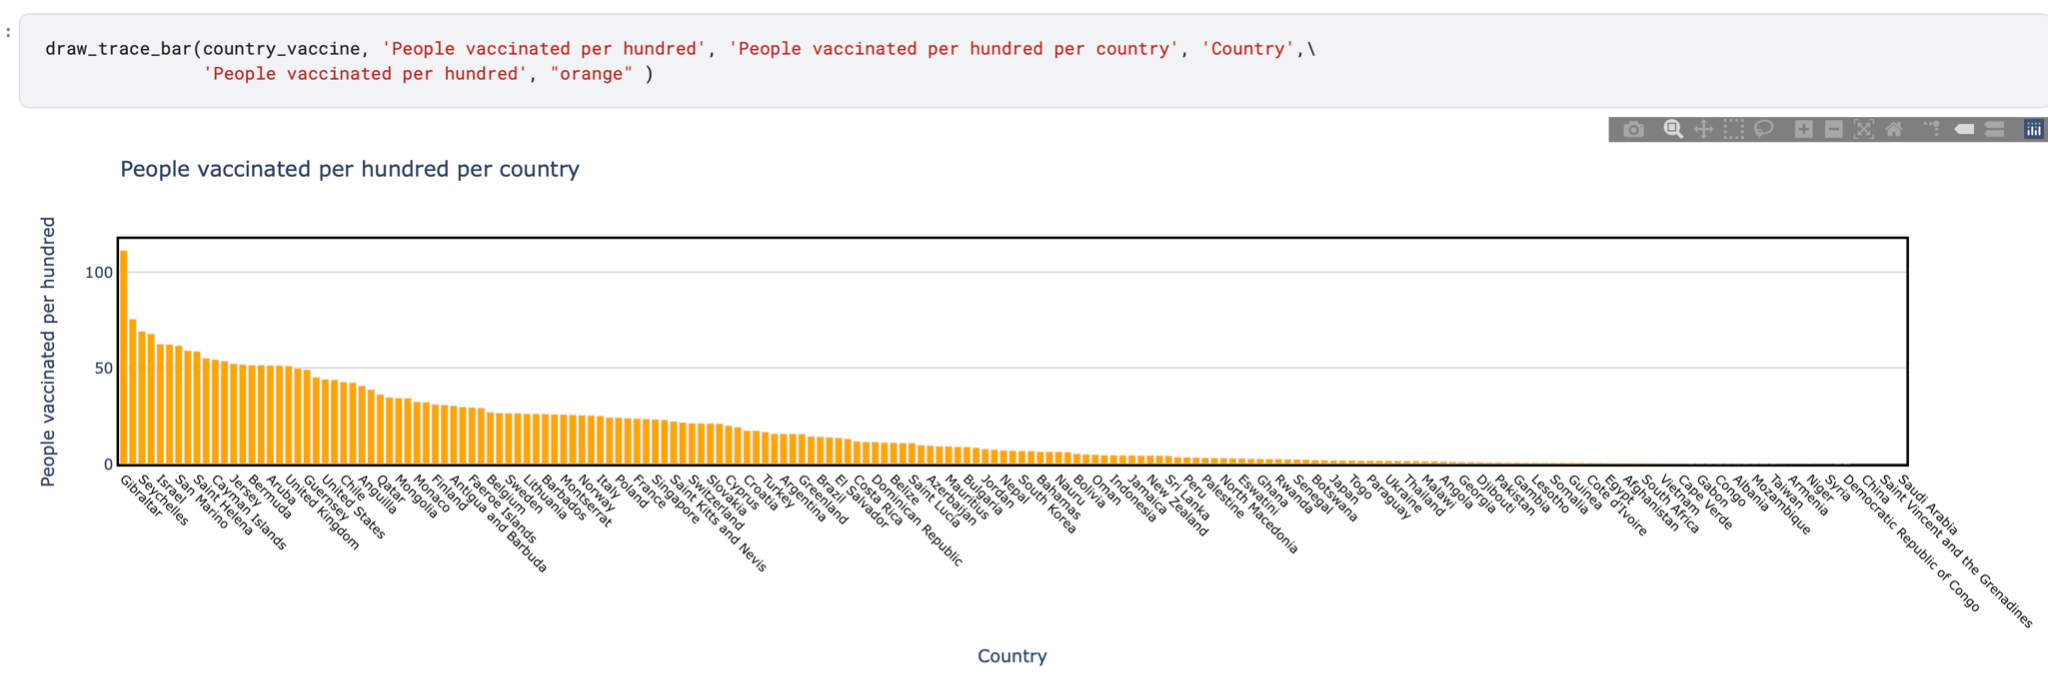 :
draw_trace_bar(country_vaccine, 'People vaccinated per hundred', 'People vaccinated per hundred per country', 'Country',\
'People vaccinated per hundred', "orange" )
People vaccinated per hundred per country
People vaccinated per hundred
100
50
0
Gibraltar
Seychelles
Israel
San Marino
Saint Helena
Cayman Islands
Jersey
Bermuda
Aruba
United Kingdom
Guernsey
United States
Chile
Anguilla
Qatar
Mongolia
Monaco
Finland
Antigua and Barbuda
Faeroe Islands
Belgium
Sweden
Lithuania
Barbados
Montserrat
Norway
Italy
Poland
France
Singapore
Saint Kitts and Nevis
Switzerland
Slovakia
Cyprus
Croatia
Turkey
Argentina
Greenland
Brazil
El Salvador
Costa Rica
Dominican Republic
Belize
Saint Lucia
Azerbaijan
Mauritius
Bulgaria
Jordan
Nepal
South Korea
Bahamas
Nauru
Bolivia
Oman
Indonesia
Jamaica
New Zealand
Sri Lanka
Peru
Palestine
North Macedonia
Eswatini
Ghana
Rwanda
Senegal
Botswana
Japan
Togo
Paraguay
Ukraine
Thailand
Malawi
Angola
Georgia
Djibouti
Pakistan
Gambia
Lesotho
Somalia
Guinea
Cote d'Ivoire
Egypt
Afghanistan
South Africa
Vietnam
Cape Verde
Gabon
Congo
Albania
Mozambique
Taiwan
Armenia
Niger
Syria
Democratic Republic of Congo
China
Saint Vincent and the Grenadines
Saudi Arabia
Country